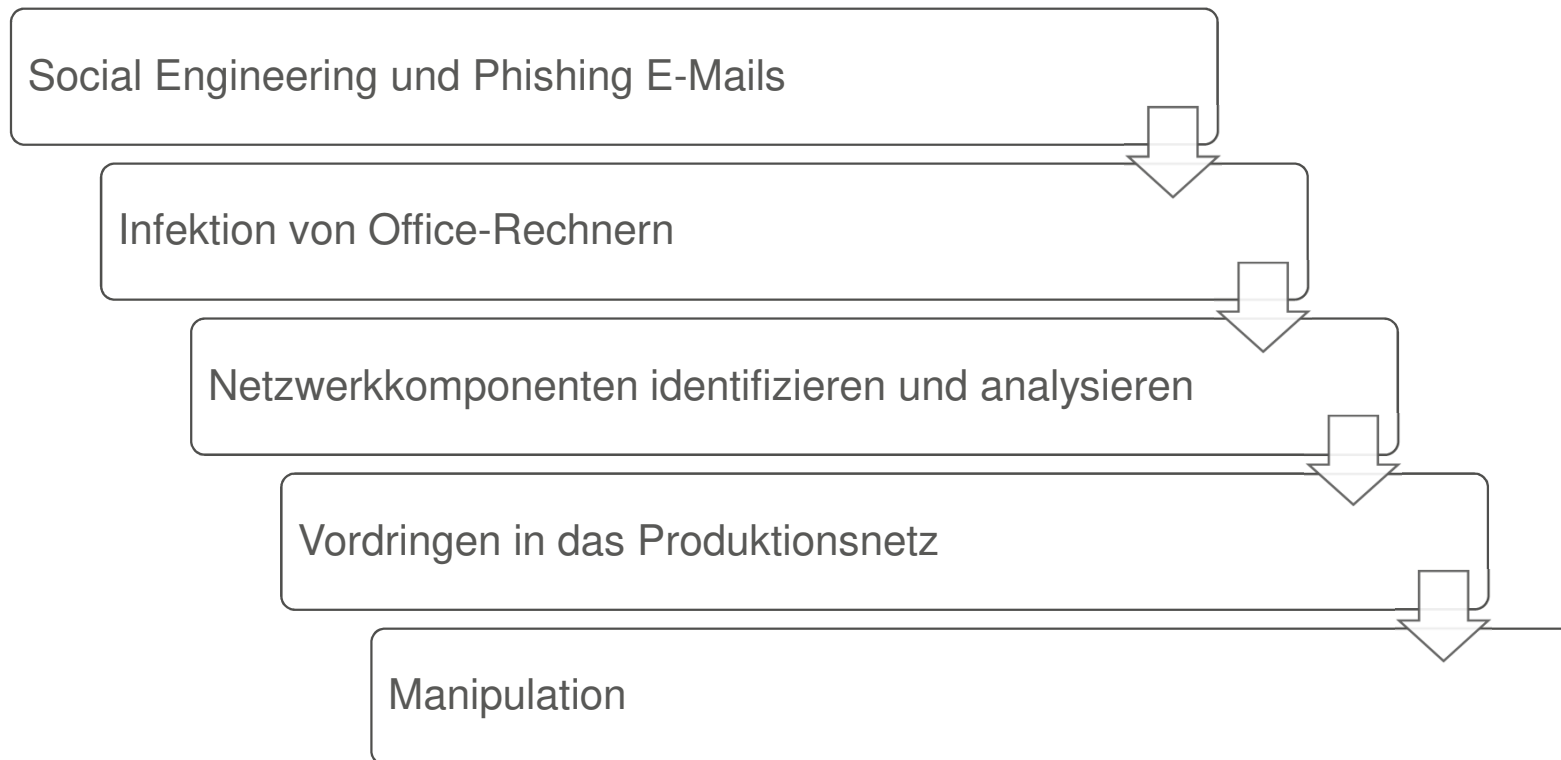 Social Engineering und Phishing E-Mails
Infektion von Office-Rechnern
Netzwerkkomponenten identifizieren und analysieren
Vordringen in das Produktionsnetz
Manipulation